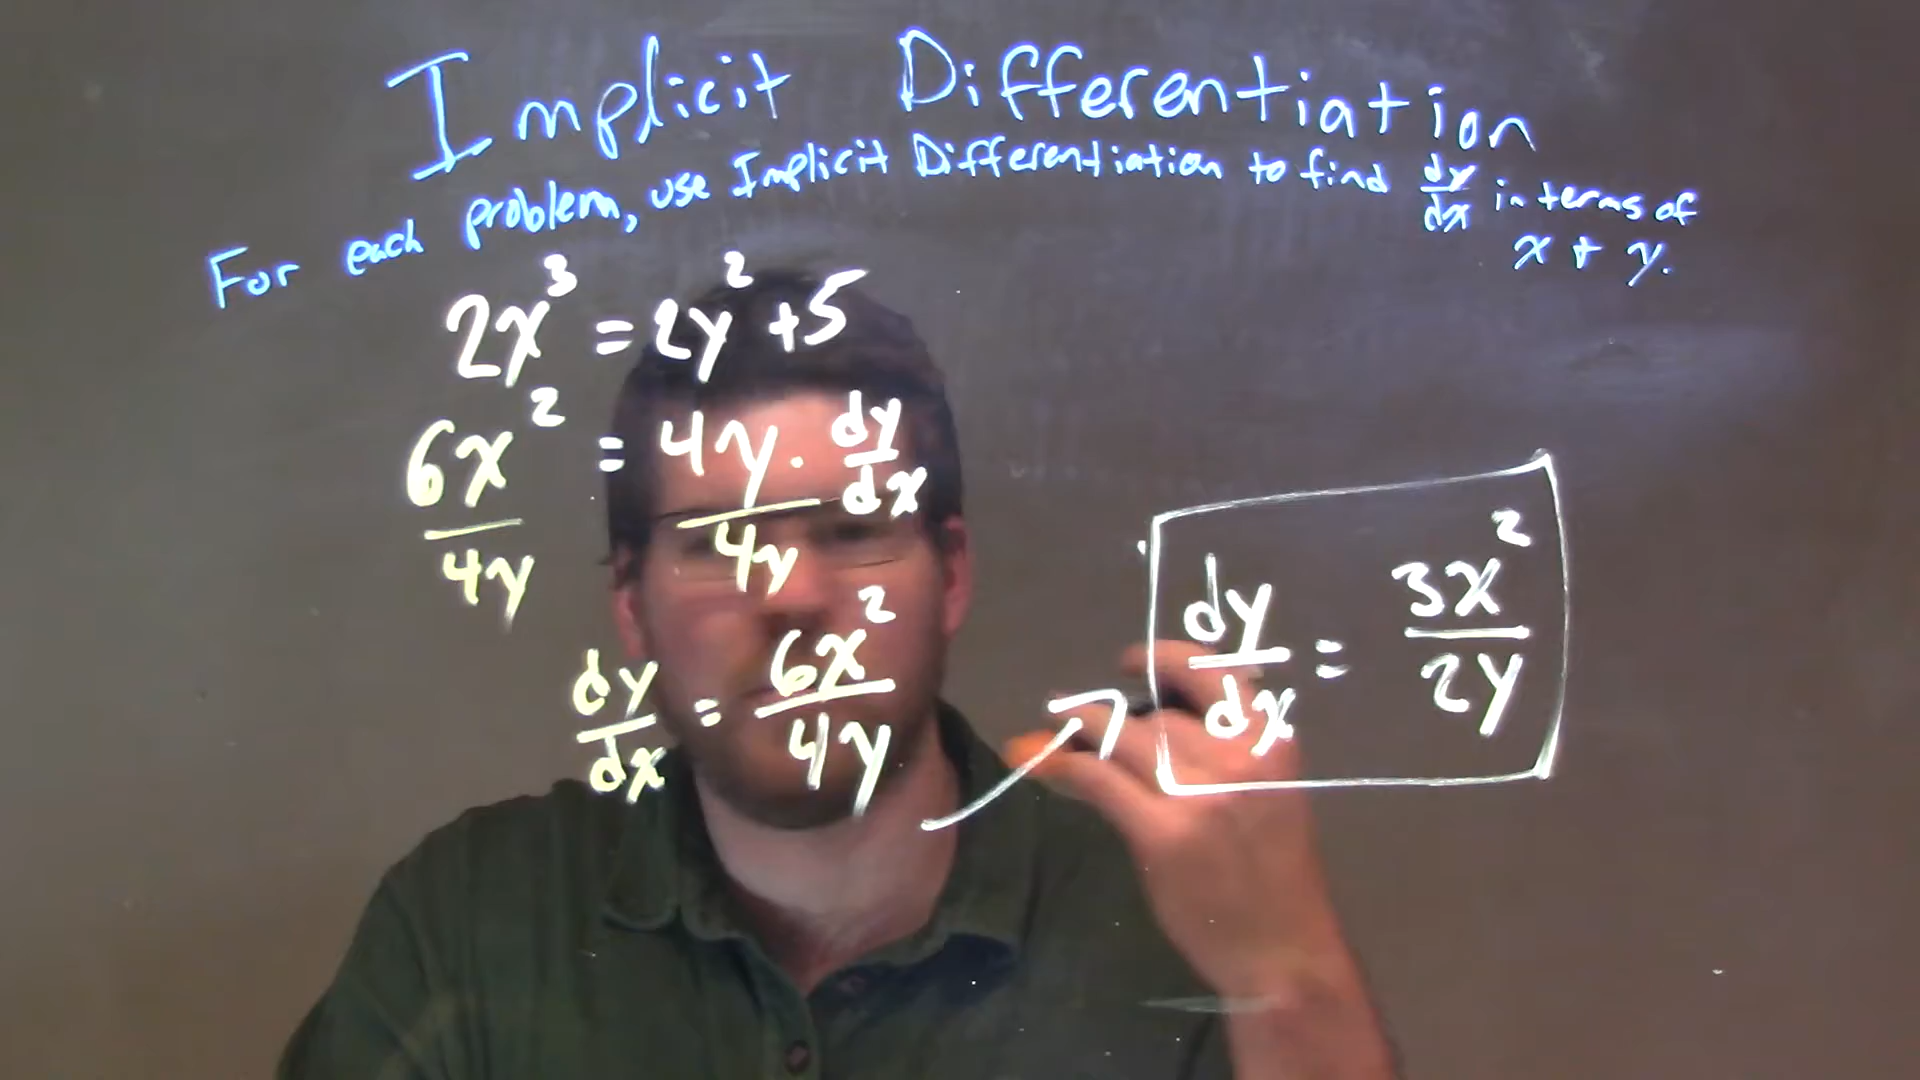 Implicit Differentiation
For each problem, use Implicit Differentiation to find dy/dx in terms of
x + y.
2x³ = 2y² + 5
6x²/4y = 4y/4y · dy/dx
dy/dx = 6x²/4y
dy/dx = 3x²/2y